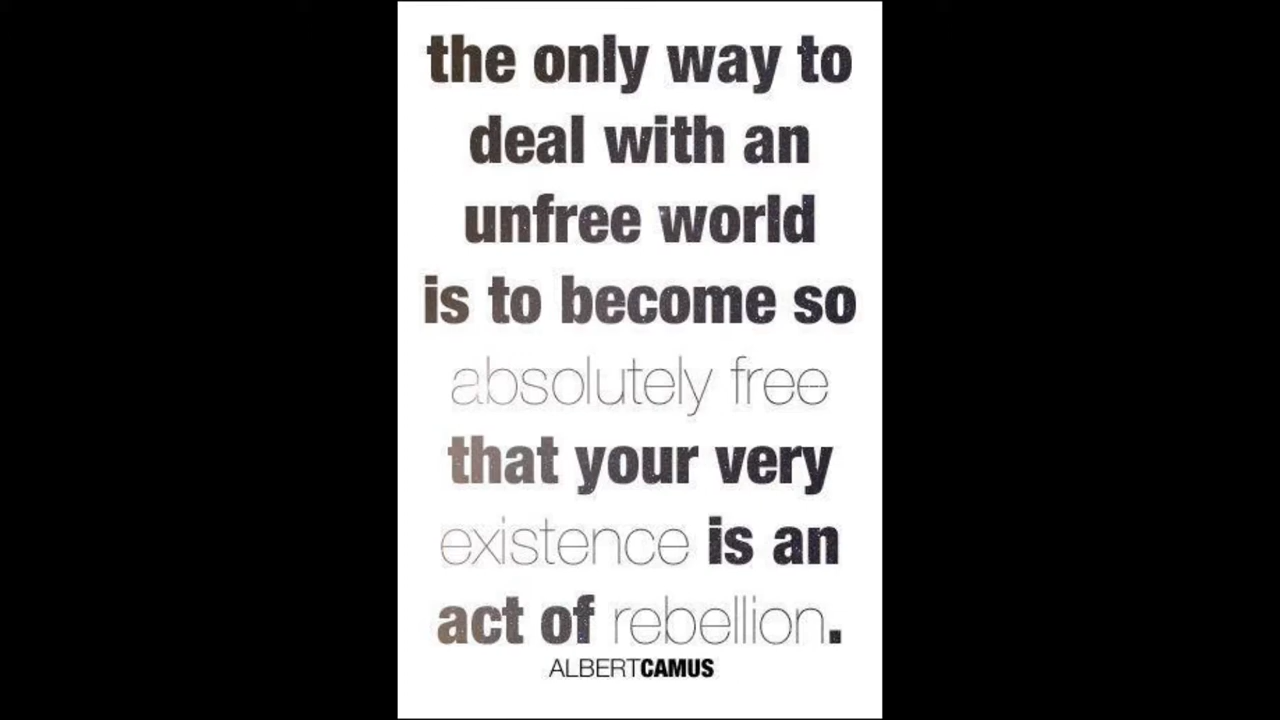 the only way to
deal with an
unfree world
is to become so
absolutely free
that your very
existence is an
act of rebellion.
ALBERTCAMUS